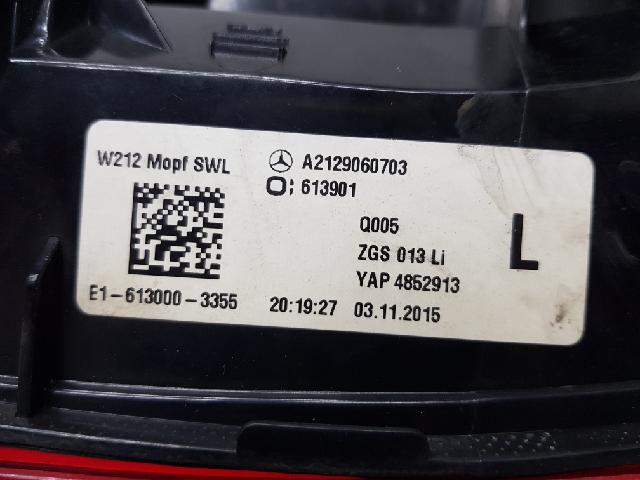 W212 Mopf SWL A2129060703
613901
Q005
ZGS 013 Li
L
YAP 4852913
E1-613000-3355 20:19:27 03.11.2015